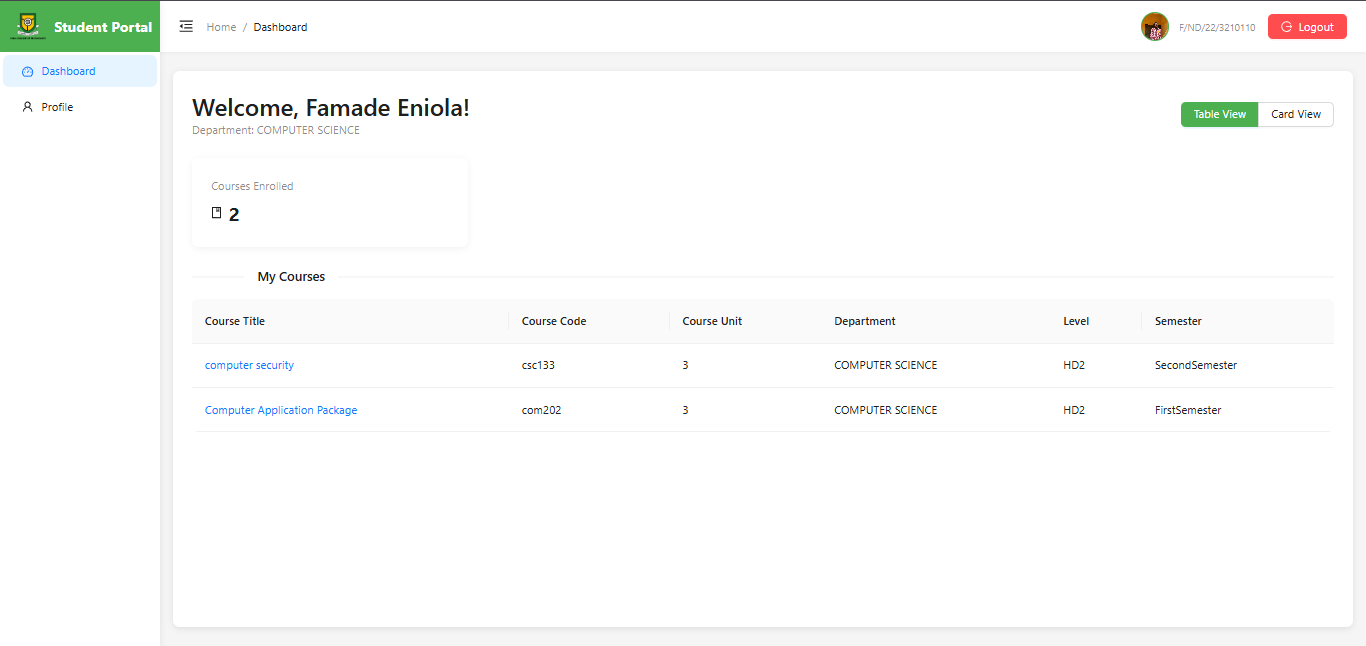 Student Portal
Home / Dashboard
F/ND/22/3210110
Logout
Dashboard
Profile
Welcome, Famade Eniola!
Department: COMPUTER SCIENCE
Table View
Card View
Courses Enrolled
2
My Courses
Course Title Course Code Course Unit Department Level Semester
computer security csc133 3 COMPUTER SCIENCE HD2 SecondSemester
Computer Application Package com202 3 COMPUTER SCIENCE HD2 FirstSemester